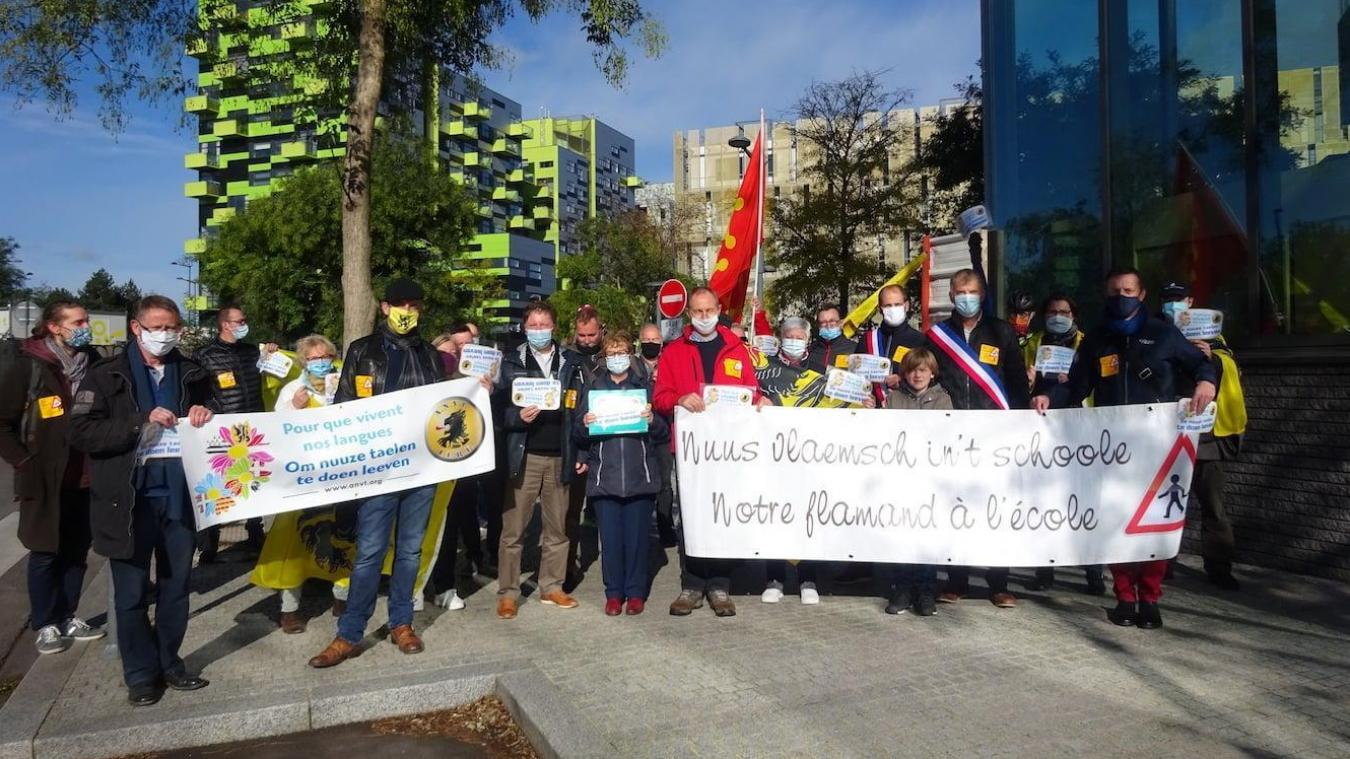 Pour que vivent
nos langues
Om nuuze taelen
te doen leeven
www.anvt.org
Nuus vlaemsch in't schoole
Notre flamand à l'école